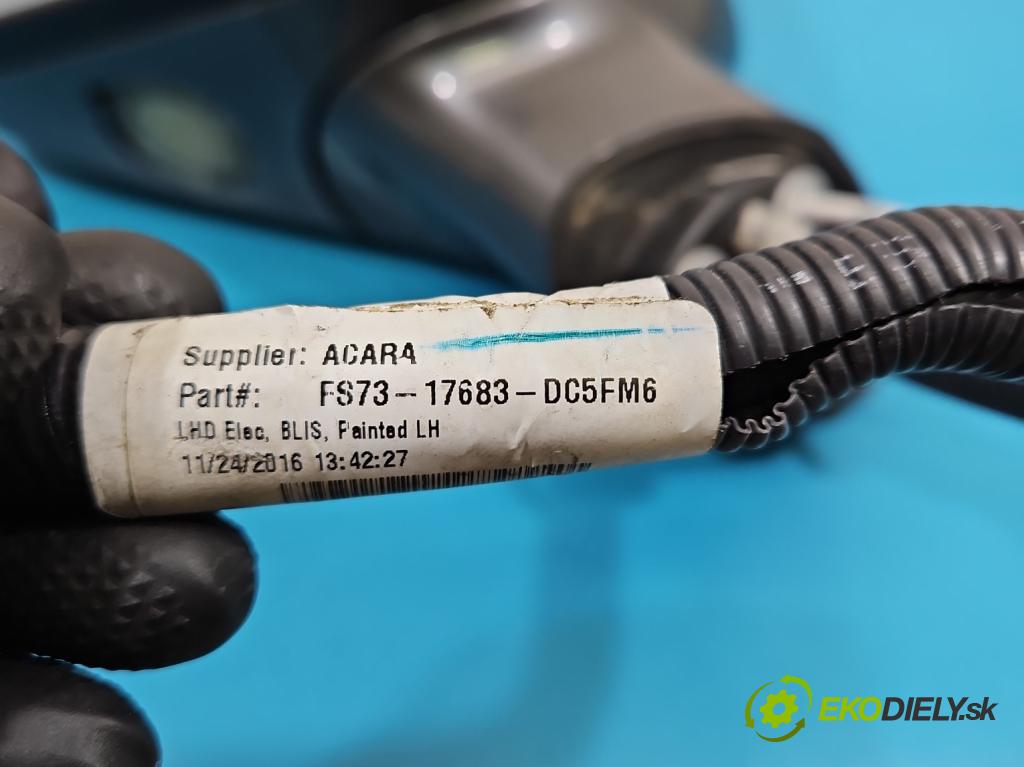 Supplier: ACARA
Part#: FS73-17683-DC5FM6
LHD Elec, BLIS, Painted LH
11/24/2016 13:42:27
EKODIELY.sk